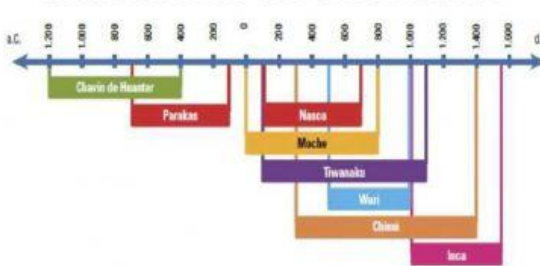 a.C. 1.200 1.000 800 600 400 200 0 200 400 600 800 1.000 1.200 1.400 1.600 d.
Chavín de Huantar
Parakas Nasca
Moche
Tiwanaku
Wari
Chimú
Inca